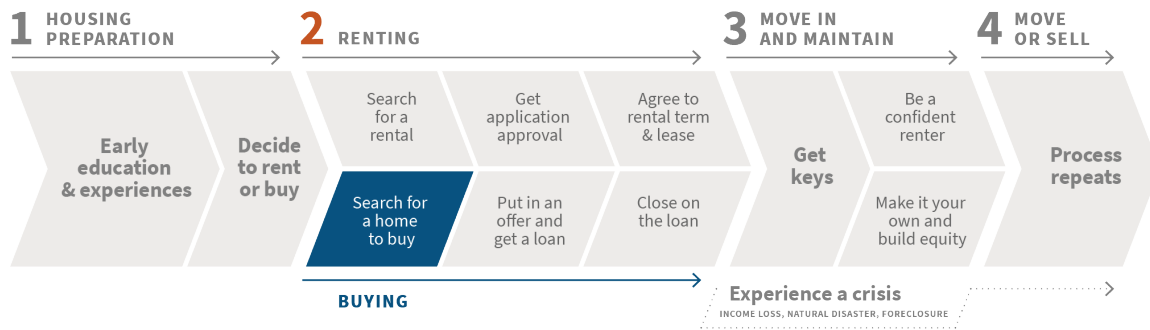 1 HOUSING
PREPARATION
2 RENTING
3 MOVE IN
AND MAINTAIN
4 MOVE
OR SELL
Early
education
& experiences
Decide
to rent
or buy
Search
for a
rental
Get
application
approval
Agree to
rental term
& lease
Search for
a home
to buy
Put in an
offer and
get a loan
Close on
the loan
Get
keys
Be a
confident
renter
Make it your
own and
build equity
Process
repeats
BUYING
Experience a crisis
INCOME LOSS, NATURAL DISASTER, FORECLOSURE